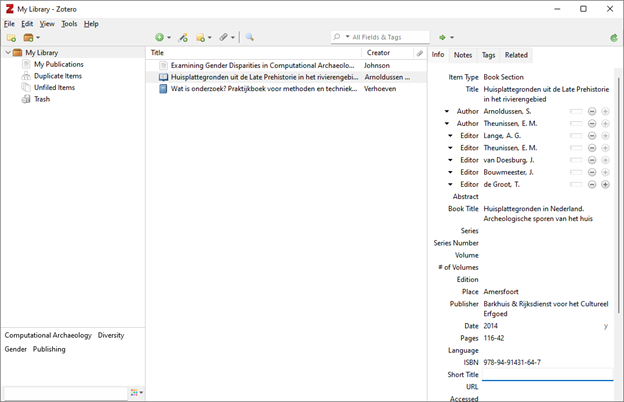 My Library - Zotero
File Edit View Tools Help
All Fields & Tags
My Library
My Publications
Duplicate Items
Unfiled Items
Trash
Computational Archaeology Diversity
Gender Publishing
Title Creator
Examining Gender Disparities in Computational Archaeolo... Johnson
Huisplattegronden uit de Late Prehistorie in het rivierengebi... Arnoldussen ...
Wat is onderzoek? Praktijkboek voor methoden en technieke... Verhoeven
Info Notes Tags Related
Item Type Book Section
Title Huisplattegronden uit de Late Prehistorie
in het rivierengebied
Author Arnoldussen, S.
Author Theunissen, E. M.
Editor Lange, A. G.
Editor Theunissen, E. M.
Editor van Doesburg, J.
Editor Bouwmeester, J.
Editor de Groot, T.
Abstract
Book Title Huisplattegronden in Nederland.
Archeologische sporen van het huis
Series
Series Number
Volume
# of Volumes
Edition
Place Amersfoort
Publisher Barkhuis & Rijksdienst voor het Cultureel
Erfgoed
Date 2014 y
Pages 116-42
Language
ISBN 978-94-91431-64-7
Short Title
URL
Accessed